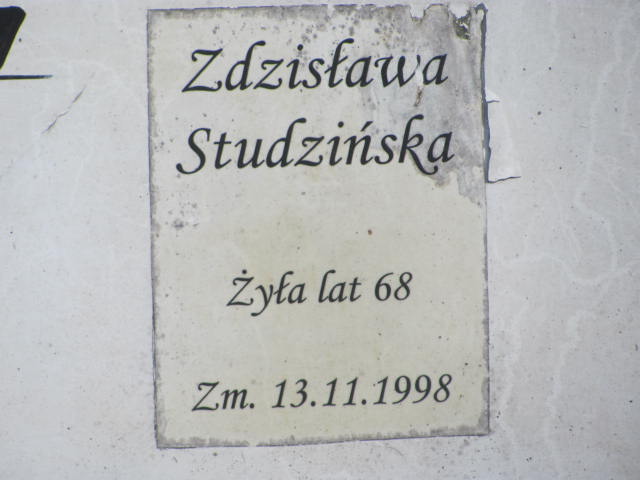 Zdzisława
Studzińska
Żyła lat 68
Zm. 13.11.1998